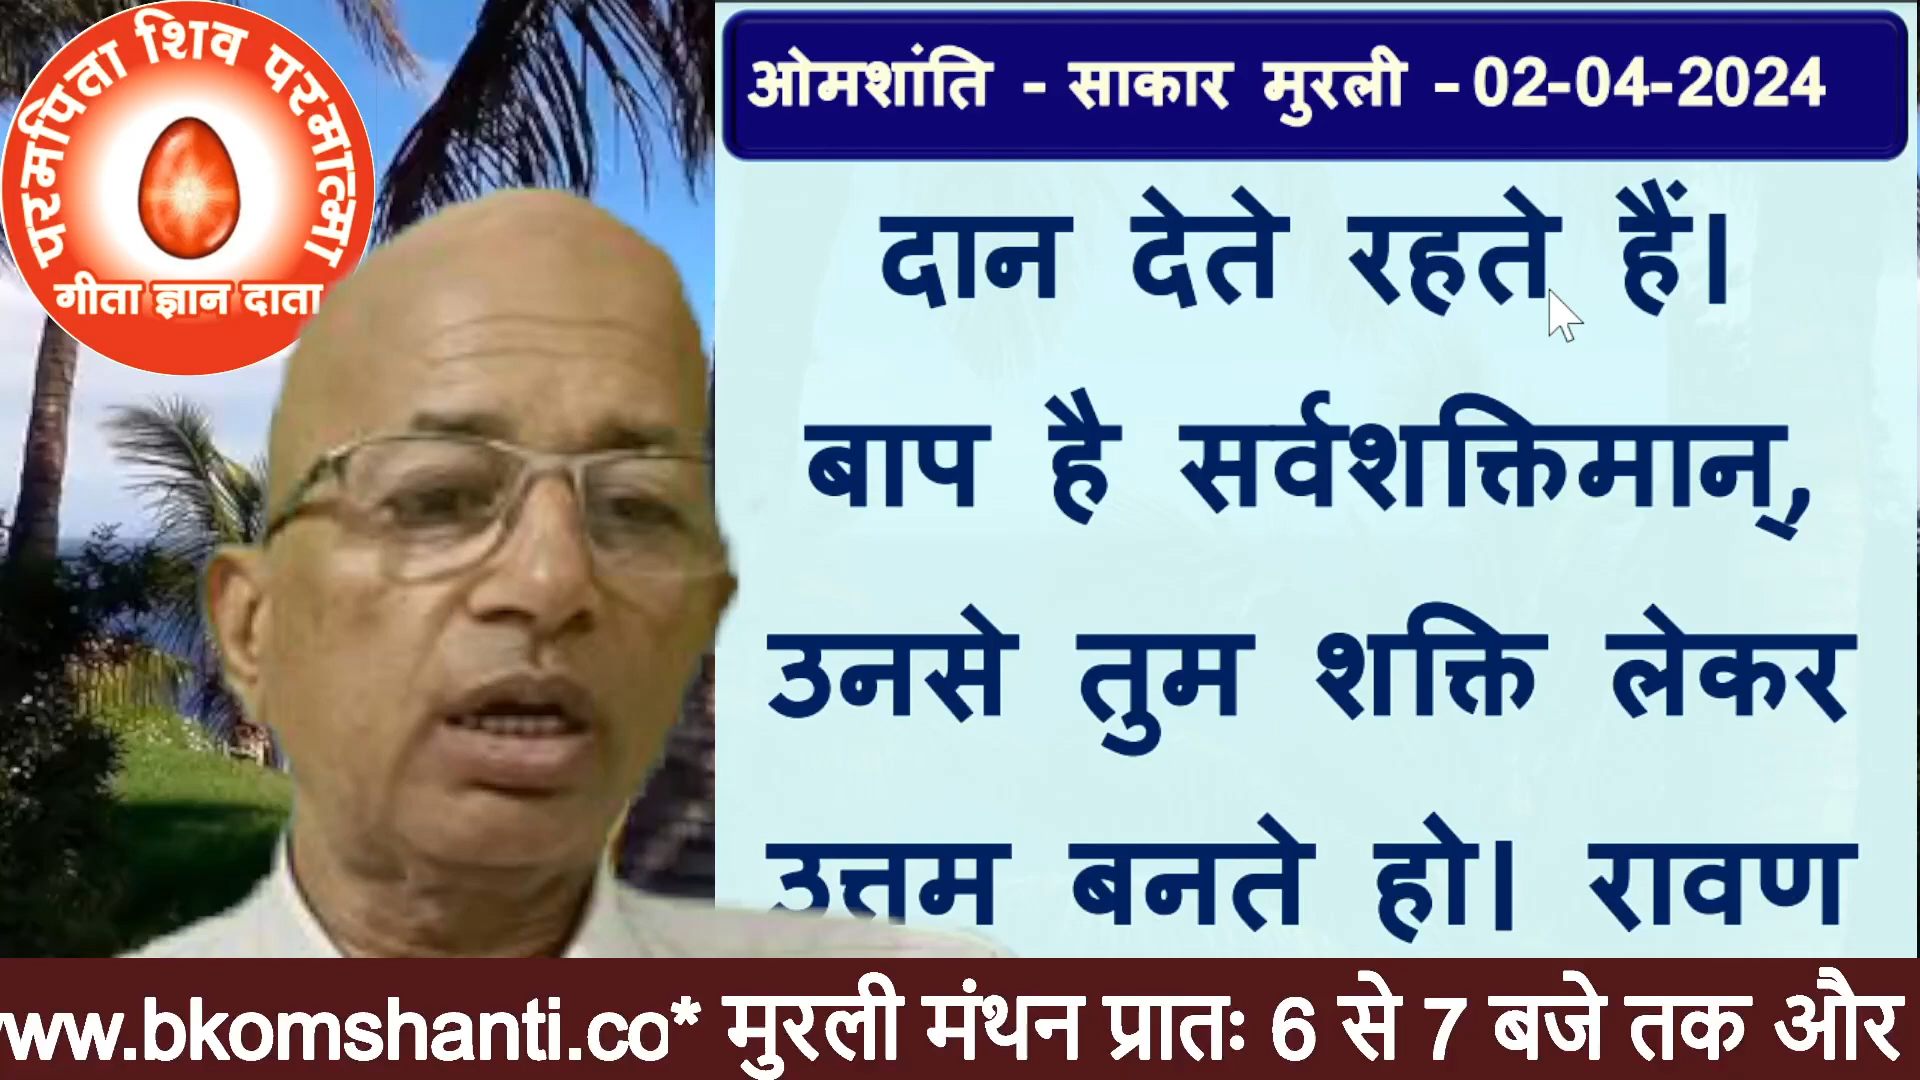 परमपिता शिव परमात्मा
गीता ज्ञान दाता
ओमशांति - साकार मुरली - 02-04-2024
दान देते रहते हैं।
बाप है सर्वशक्तिमान्,
उनसे तुम शक्ति लेकर
उत्तम बनते हो। रावण
www.bkomshanti.co* मुरली मंथन प्रातः 6 से 7 बजे तक और